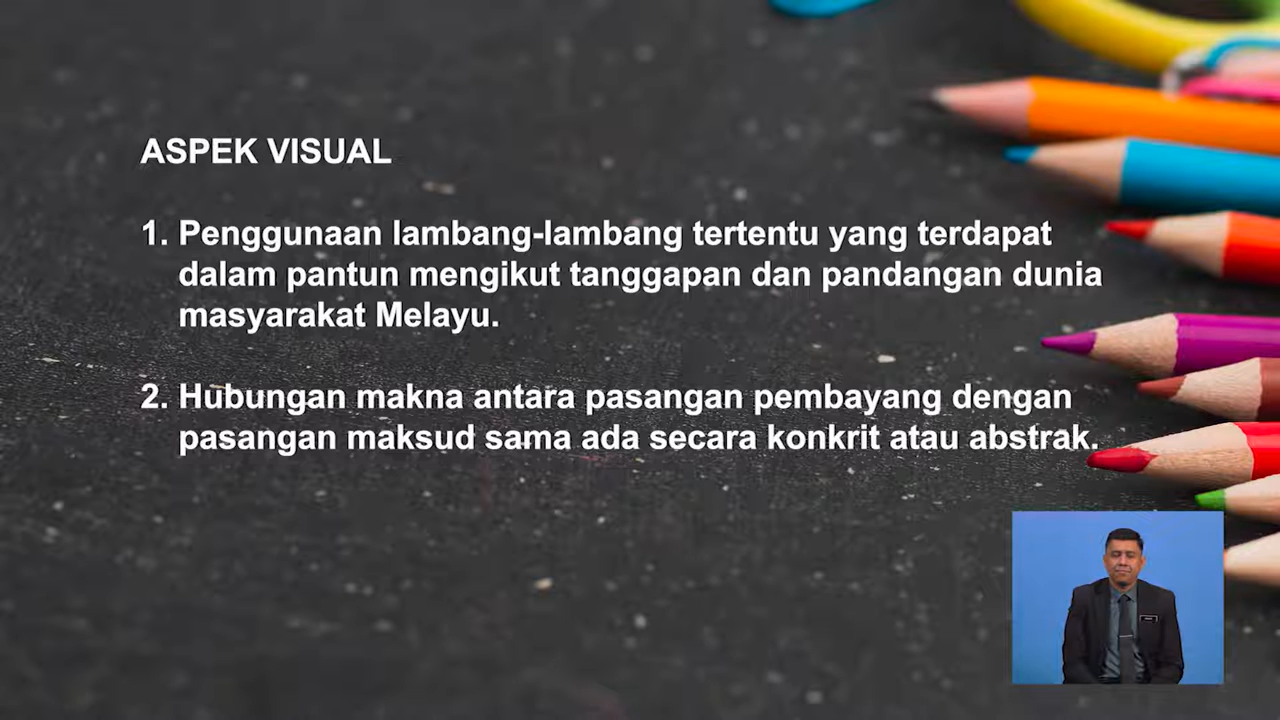 ASPEK VISUAL
1. Penggunaan lambang-lambang tertentu yang terdapat
dalam pantun mengikut tanggapan dan pandangan dunia
masyarakat Melayu.
2. Hubungan makna antara pasangan pembayang dengan
pasangan maksud sama ada secara konkrit atau abstrak.